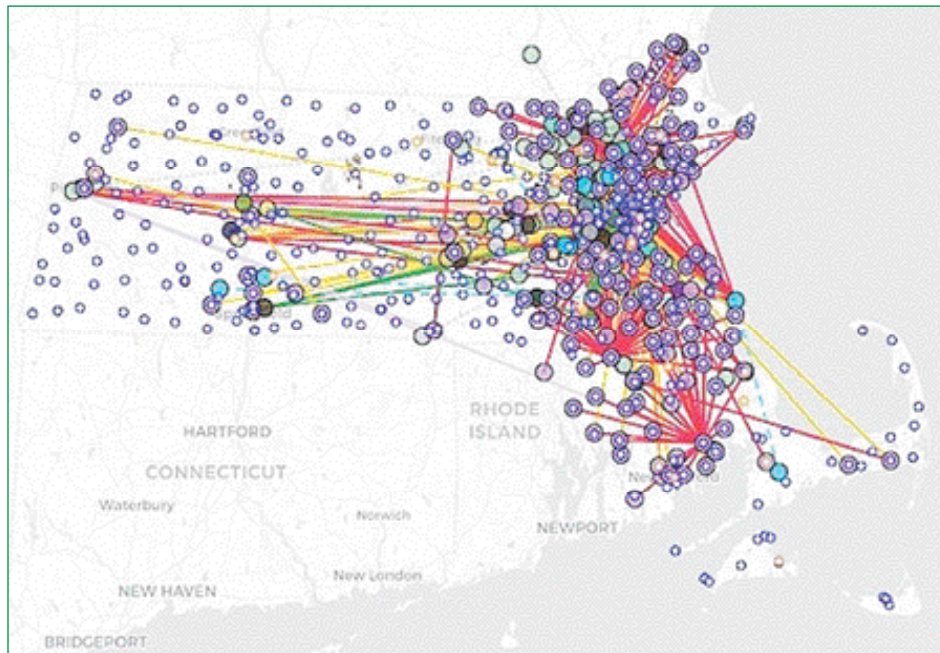 RHODE
ISLAND
HARTFORD
CONNECTICUT
Waterbury
Norwich
NEWPORT
New London
NEW HAVEN
BRIDGEPORT